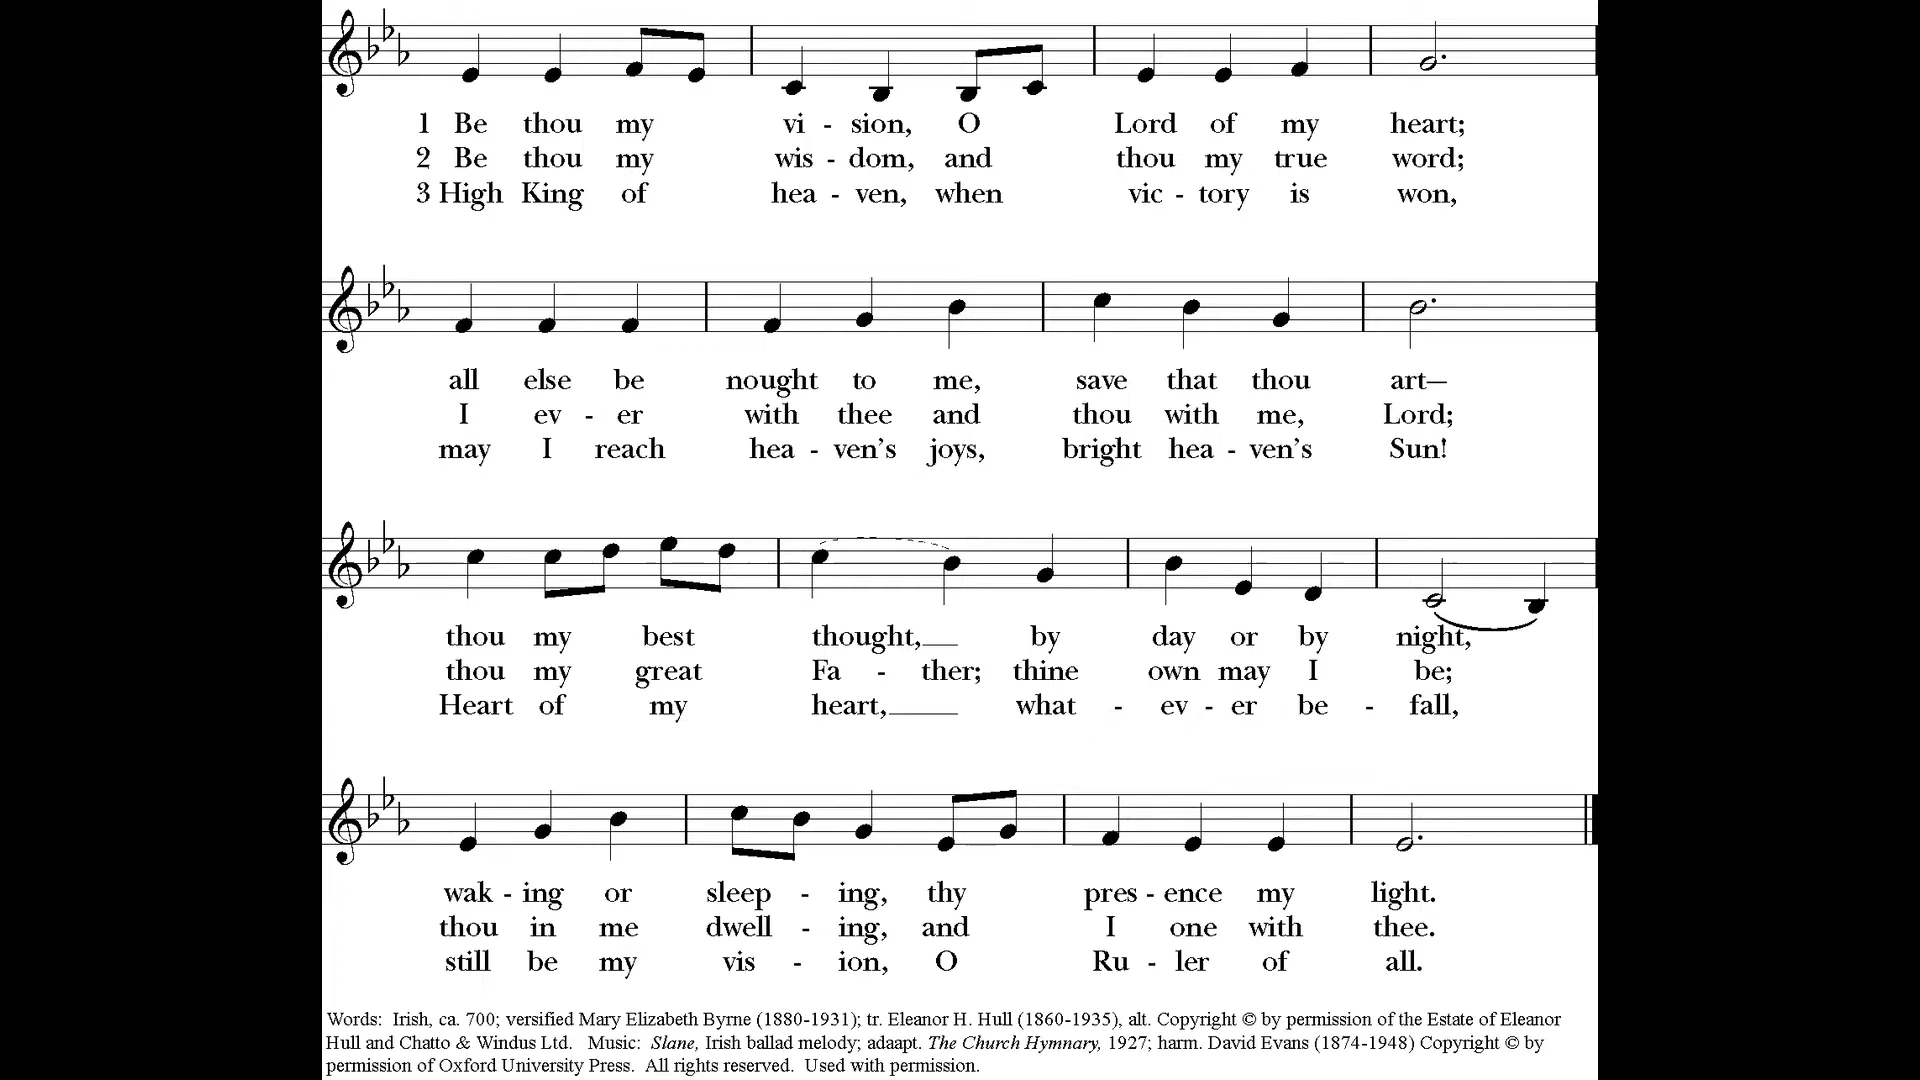 1 Be thou my vi - sion, O Lord of my heart;
2 Be thou my wis - dom, and thou my true word;
3 High King of hea - ven, when vic - tory is won,
all else be nought to me, save that thou art—
I ev - er with thee and thou with me, Lord;
may I reach hea - ven's joys, bright hea - ven's Sun!
thou my best thought, by day or by night,
thou my great Fa - ther; thine own may I be;
Heart of my heart, what - ev - er be - fall,
wak - ing or sleep - ing, thy pres - ence my light.
thou in me dwell - ing, and I one with thee.
still be my vis - ion, O Ru - ler of all.
Words: Irish, ca. 700; versified Mary Elizabeth Byrne (1880-1931); tr. Eleanor H. Hull (1860-1935), alt. Copyright © by permission of the Estate of Eleanor
Hull and Chatto & Windus Ltd. Music: Slane, Irish ballad melody; adaapt. The Church Hymnary, 1927; harm. David Evans (1874-1948) Copyright © by
permission of Oxford University Press. All rights reserved. Used with permission.